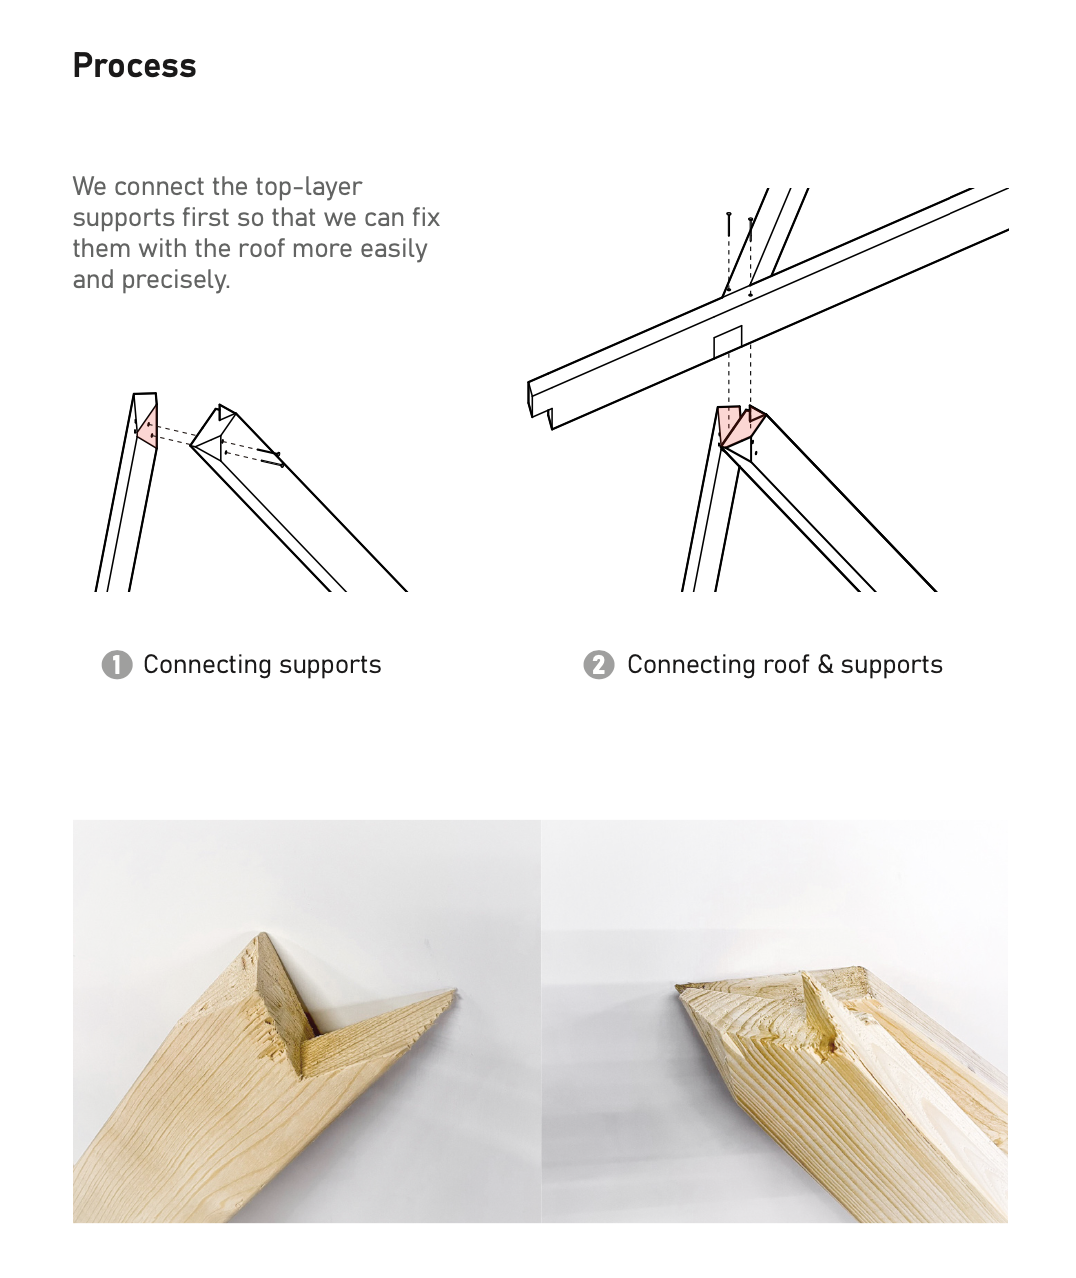 Process
We connect the top-layer
supports first so that we can fix
them with the roof more easily
and precisely.
1 Connecting supports
2 Connecting roof & supports